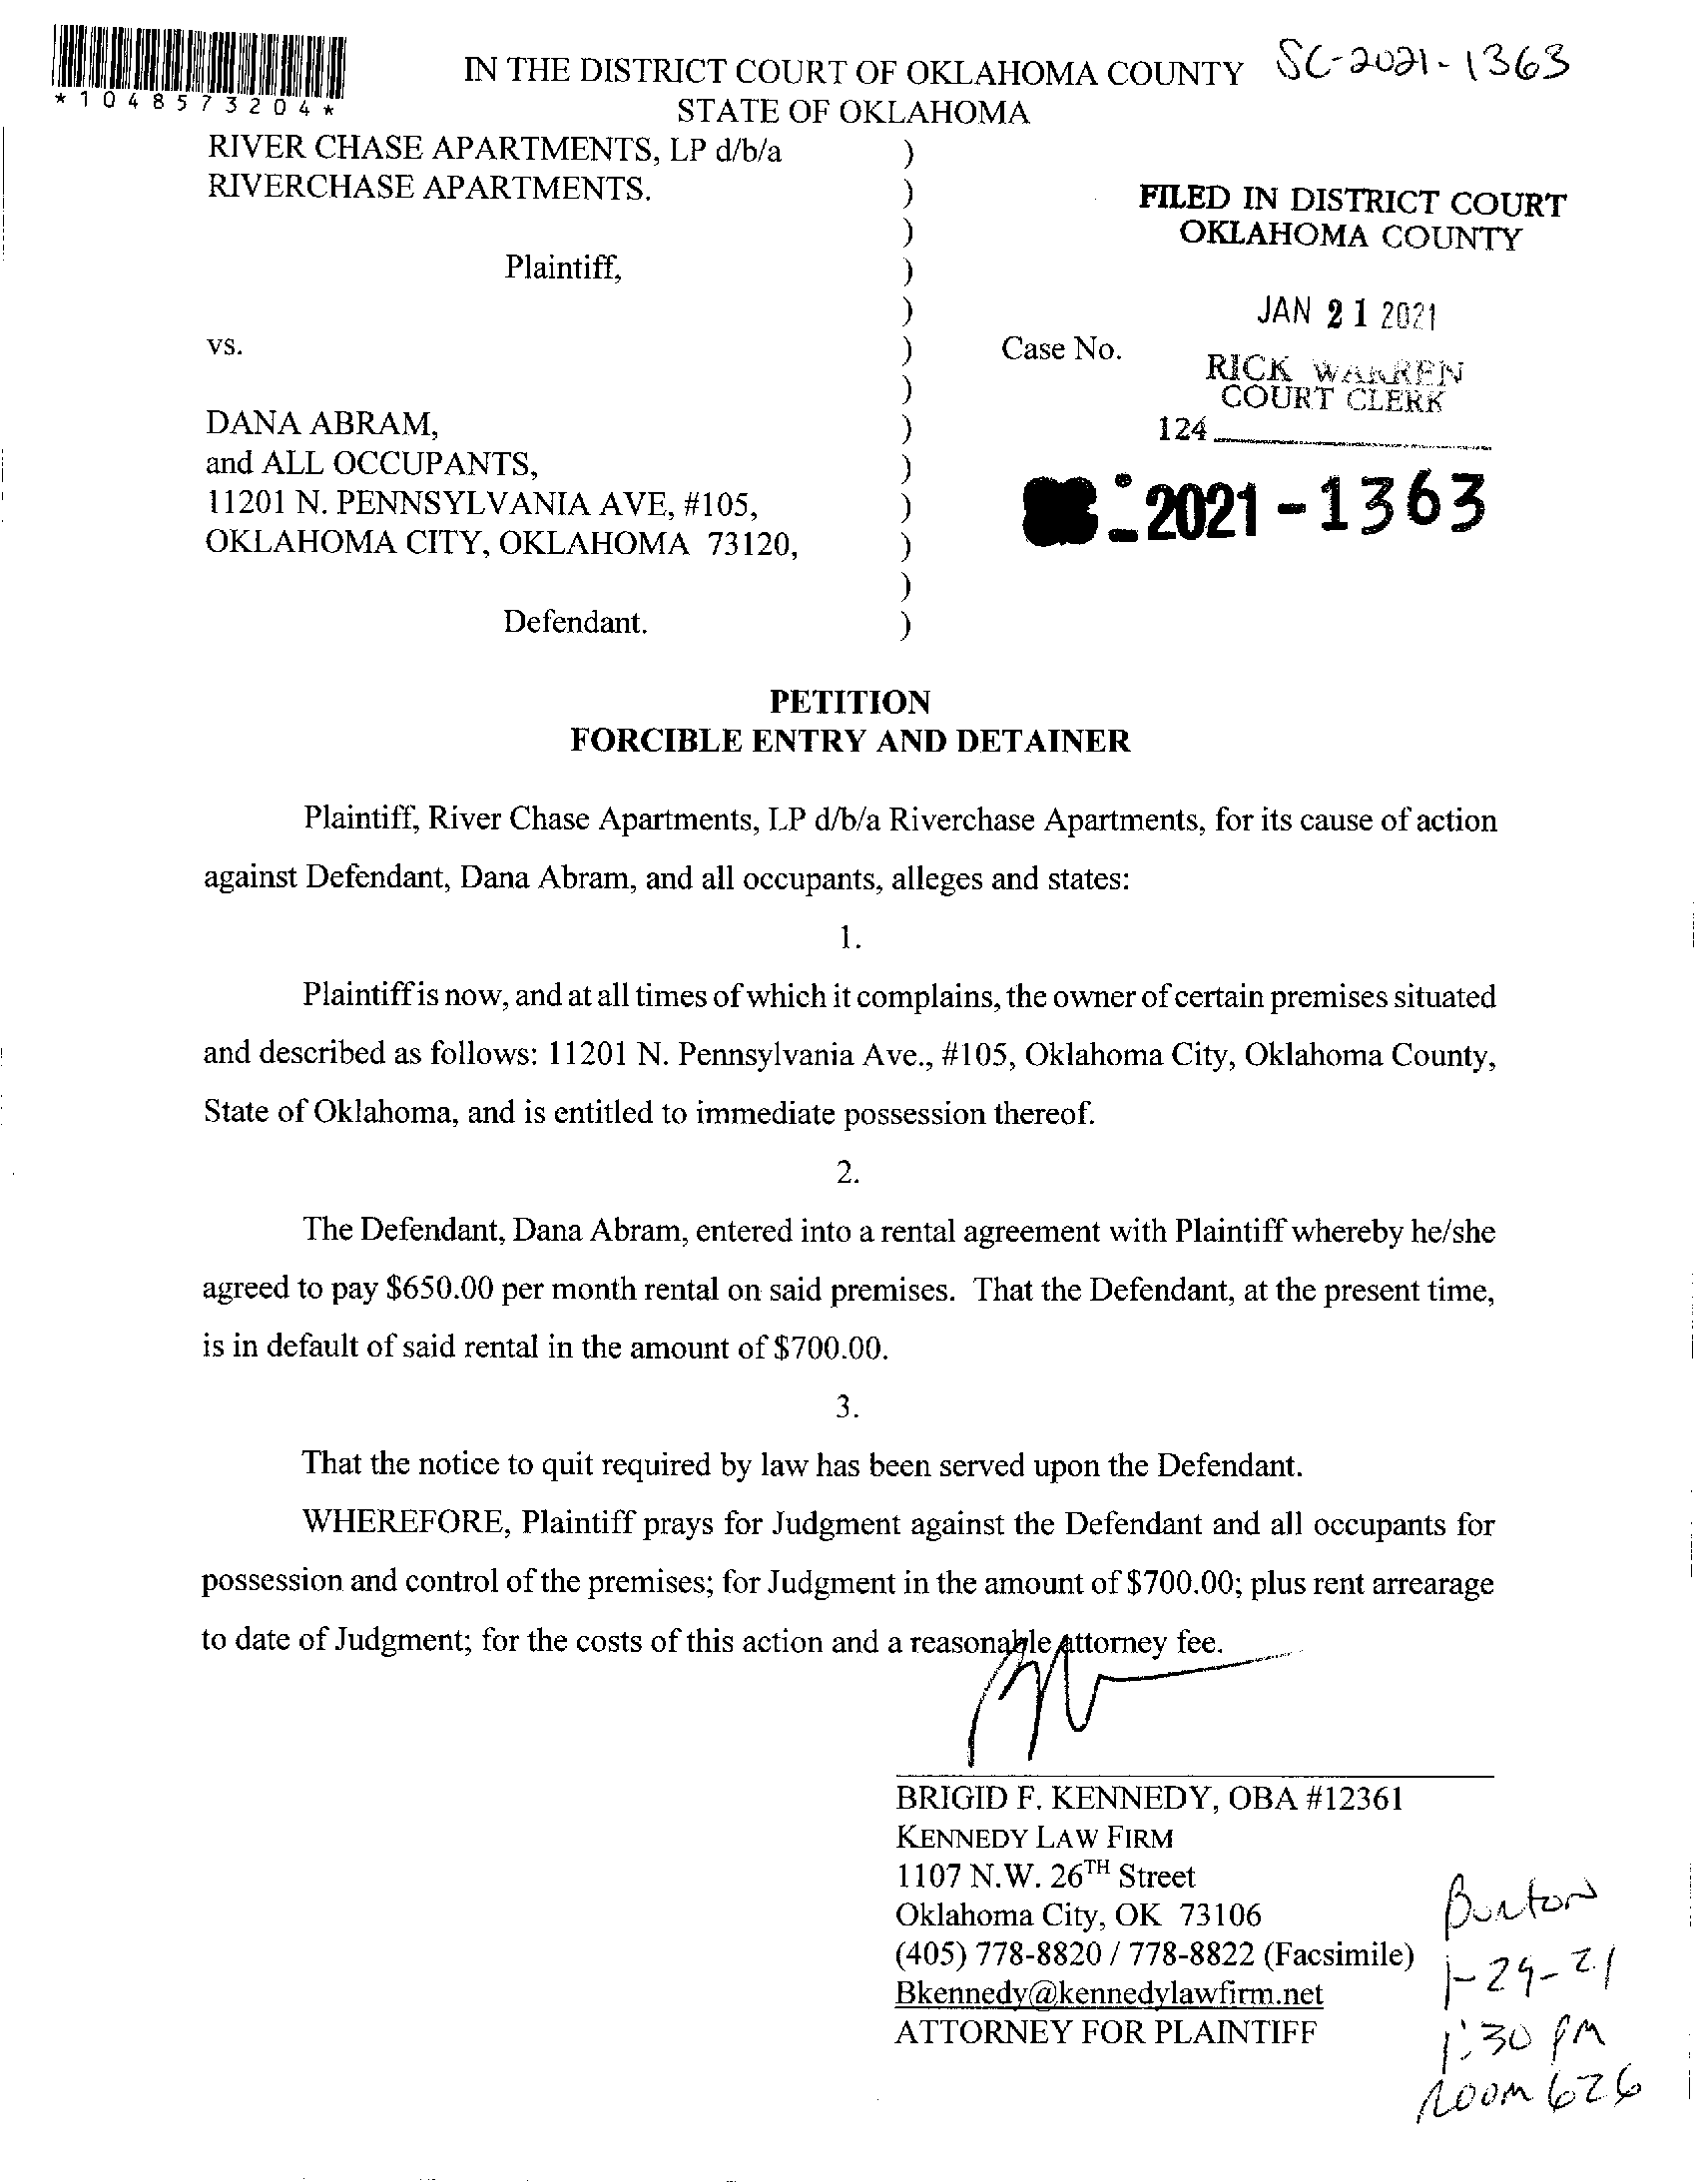 *1048573204*
IN THE DISTRICT COURT OF OKLAHOMA COUNTY SC-2021-1363
STATE OF OKLAHOMA
RIVER CHASE APARTMENTS, LP d/b/a )
RIVERCHASE APARTMENTS. )
FILED IN DISTRICT COURT
OKLAHOMA COUNTY
)
Plaintiff, )
)
JAN 21 2021
vs. ) Case No.
RICK WARREN
COURT CLERK
)
DANA ABRAM, )
124
and ALL OCCUPANTS, )
11201 N. PENNSYLVANIA AVE, #105, )
- 2021 - 1363
OKLAHOMA CITY, OKLAHOMA 73120, )
)
Defendant. )
PETITION
FORCIBLE ENTRY AND DETAINER
Plaintiff, River Chase Apartments, LP d/b/a Riverchase Apartments, for its cause of action
against Defendant, Dana Abram, and all occupants, alleges and states:
1.
Plaintiff is now, and at all times of which it complains, the owner of certain premises situated
and described as follows: 11201 N. Pennsylvania Ave., #105, Oklahoma City, Oklahoma County,
State of Oklahoma, and is entitled to immediate possession thereof.
2.
The Defendant, Dana Abram, entered into a rental agreement with Plaintiff whereby he/she
agreed to pay $650.00 per month rental on said premises. That the Defendant, at the present time,
is in default of said rental in the amount of $700.00.
3.
That the notice to quit required by law has been served upon the Defendant.
WHEREFORE, Plaintiff prays for Judgment against the Defendant and all occupants for
possession and control of the premises; for Judgment in the amount of $700.00; plus rent arrearage
to date of Judgment; for the costs of this action and a reasonable attorney fee.
BRIGID F. KENNEDY, OBA #12361
KENNEDY LAW FIRM
1107 N.W. 26TH Street
Oklahoma City, OK 73106
(405) 778-8820 / 778-8822 (Facsimile)
Bkennedy@kennedylawfirm.net
ATTORNEY FOR PLAINTIFF
Burton
1-29-21
1:30 PM
Room 626